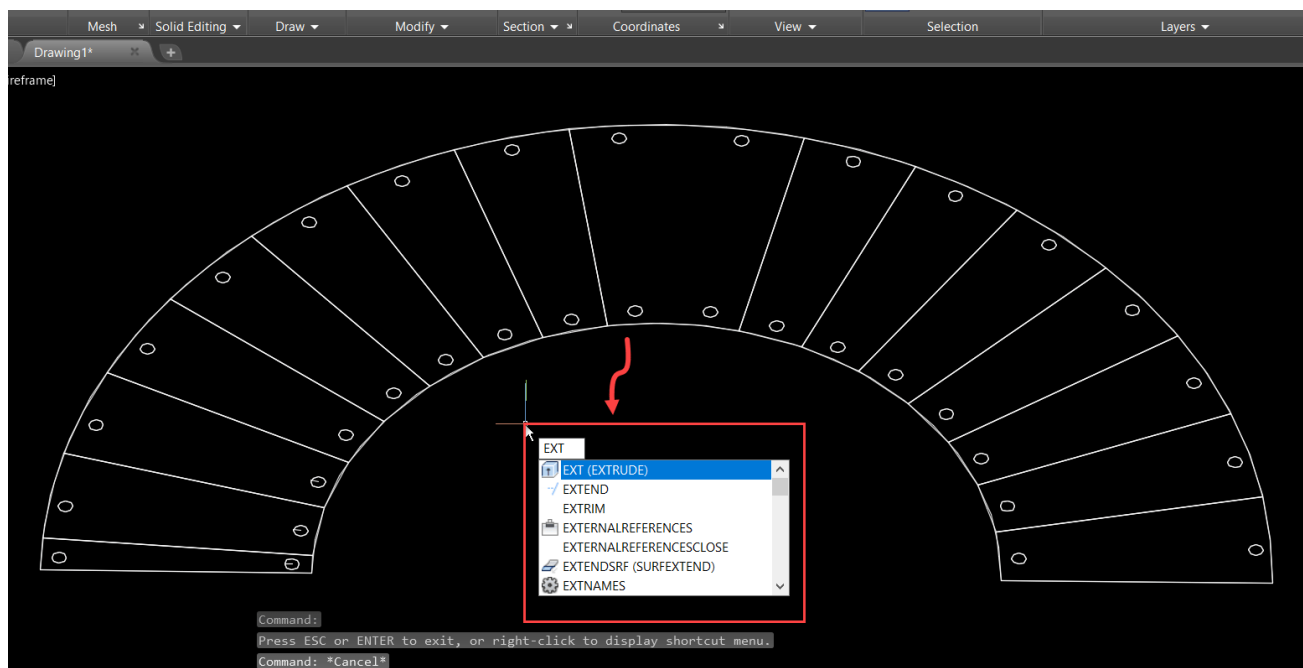 Mesh Solid Editing Draw Modify Section Coordinates View Selection Layers
Drawing1*
ireframe]
EXT
EXT (EXTRUDE)
EXTEND
EXTRIM
EXTERNALREFERENCES
EXTERNALREFERENCESCLOSE
EXTENDSRF (SURFEXTEND)
EXTNAMES
Command:
Press ESC or ENTER to exit, or right-click to display shortcut menu.
Command: *Cancel*